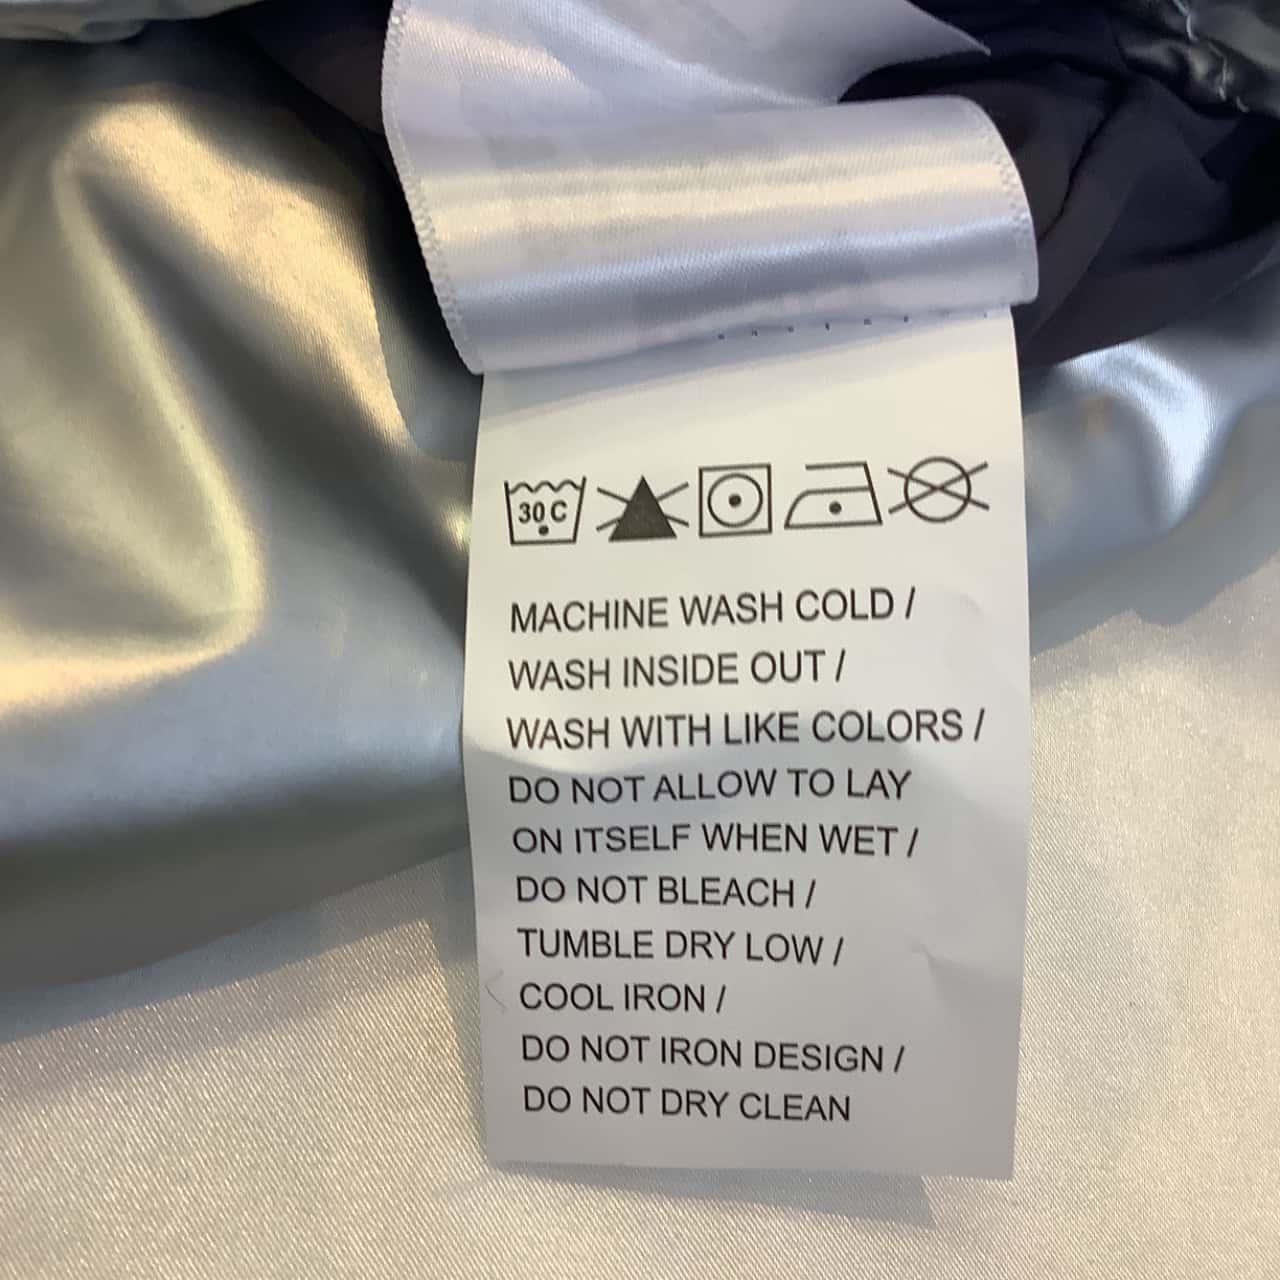 30 C
MACHINE WASH COLD /
WASH INSIDE OUT /
WASH WITH LIKE COLORS /
DO NOT ALLOW TO LAY
ON ITSELF WHEN WET /
DO NOT BLEACH /
TUMBLE DRY LOW /
COOL IRON /
DO NOT IRON DESIGN /
DO NOT DRY CLEAN